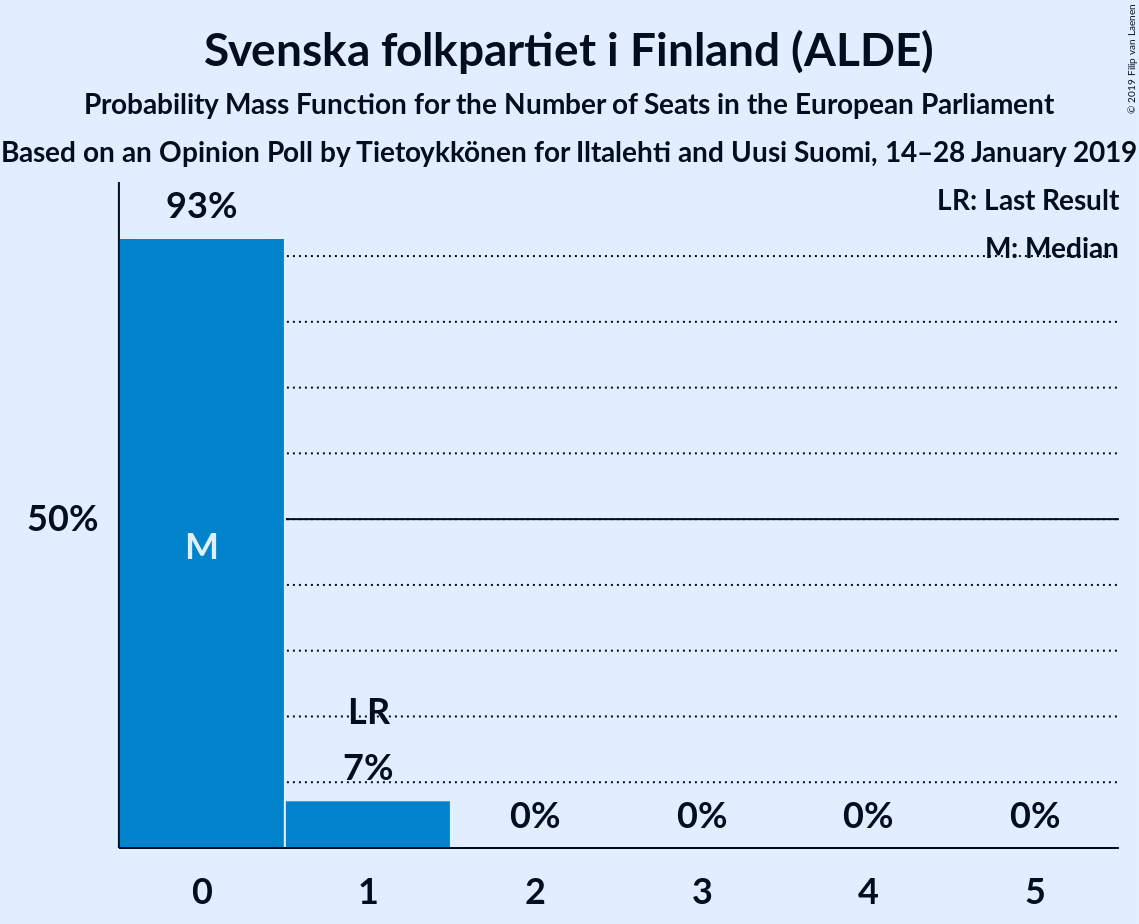 Svenska folkpartiet i Finland (ALDE)
Probability Mass Function for the Number of Seats in the European Parliament
Based on an Opinion Poll by Tietoykkönen for Iltalehti and Uusi Suomi, 14–28 January 2019
© 2019 Filip van Laenen
LR: Last Result
M: Median
93%
50%
M
LR
7%
0% 0% 0% 0%
0 1 2 3 4 5